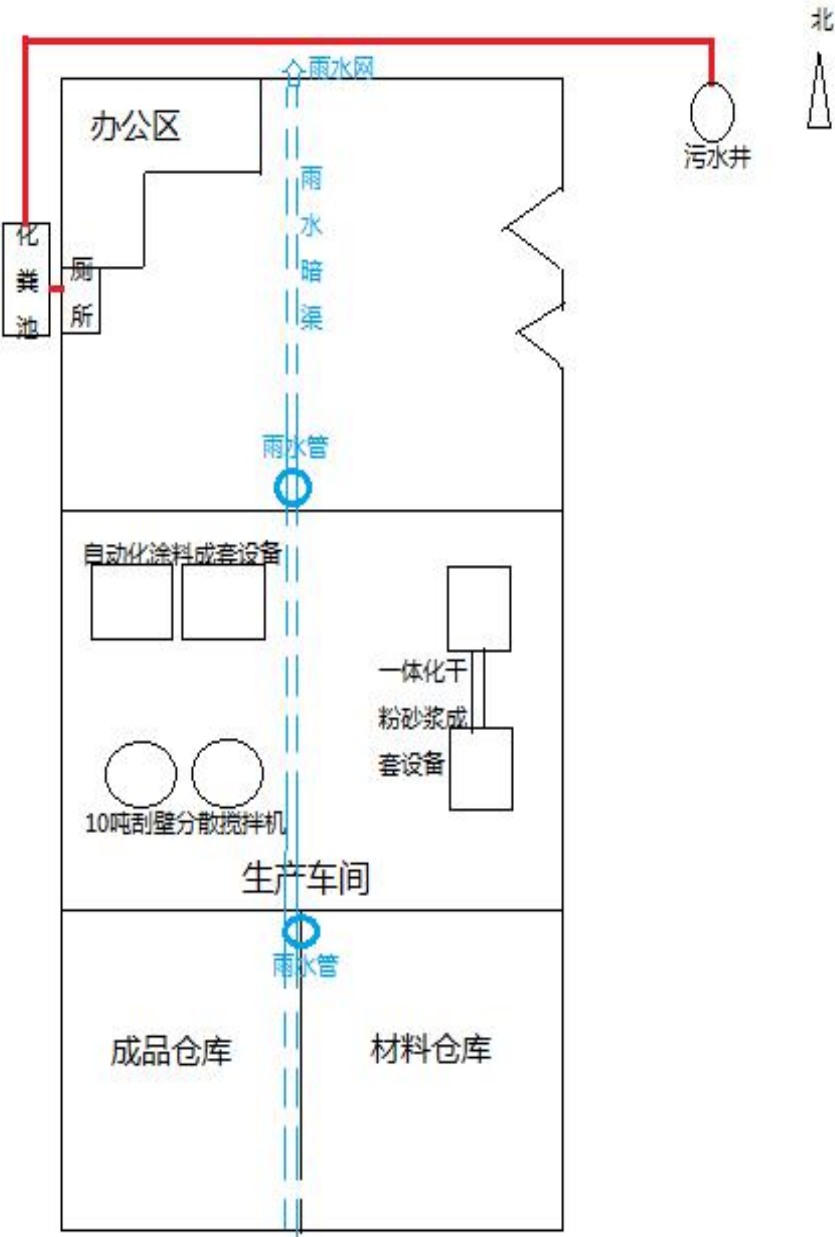 北
雨水网
办公区
污水井
雨
水
暗
渠
化
粪
池
厕
所
雨水管
自动化涂料成套设备
一体化干
粉砂浆成
套设备
10吨刮壁分散搅拌机
生产车间
雨水管
成品仓库
材料仓库